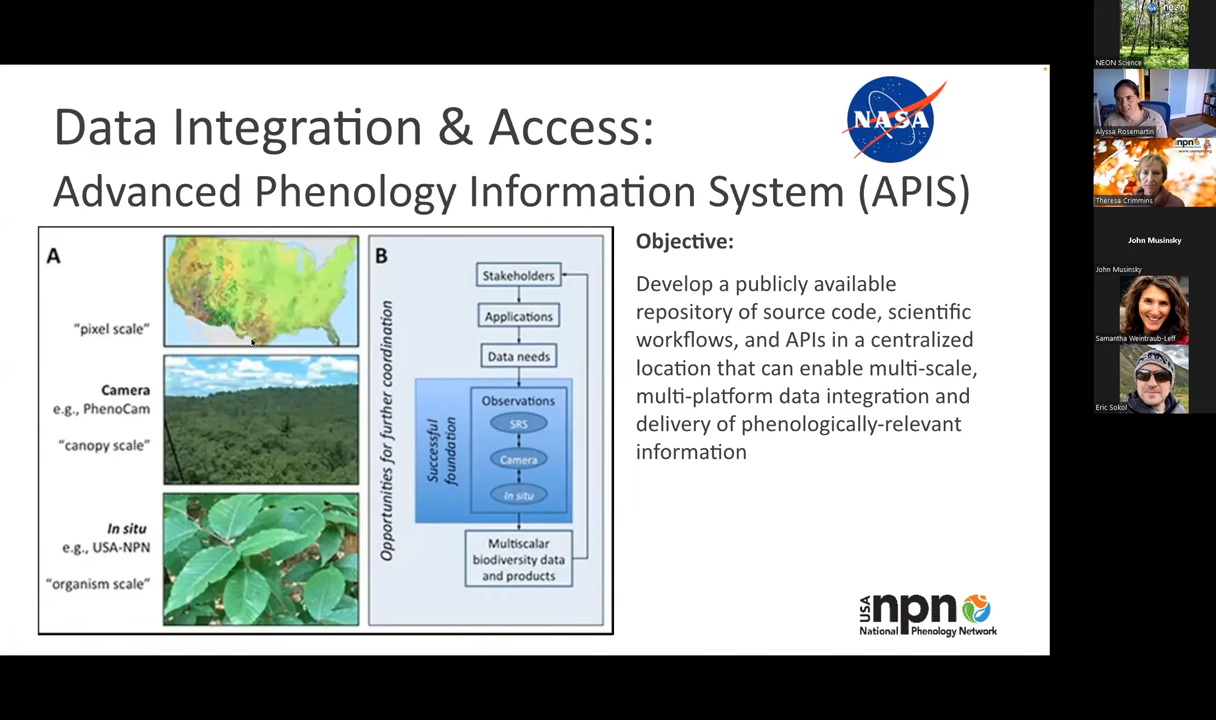 Data Integration & Access:
Advanced Phenology Information System (APIS)
NASA
A
"pixel scale"
Camera
e.g., PhenoCam
"canopy scale"
In situ
e.g., USA-NPN
"organism scale"
B
Opportunities for further coordination
Stakeholders
Applications
Data needs
Successful
foundation
Observations
SRS
Camera
In situ
Multiscalar
biodiversity data
and products
Objective:
Develop a publicly available
repository of source code, scientific
workflows, and APIs in a centralized
location that can enable multi-scale,
multi-platform data integration and
delivery of phenologically-relevant
information
USA
npn
National Phenology Network
NEON Science
Alyssa Rosemartin
npn
www.usanpn.org
Theresa Crimmins
John Musinsky
John Musinsky
Samantha Weintraub-Leff
Eric Sokol